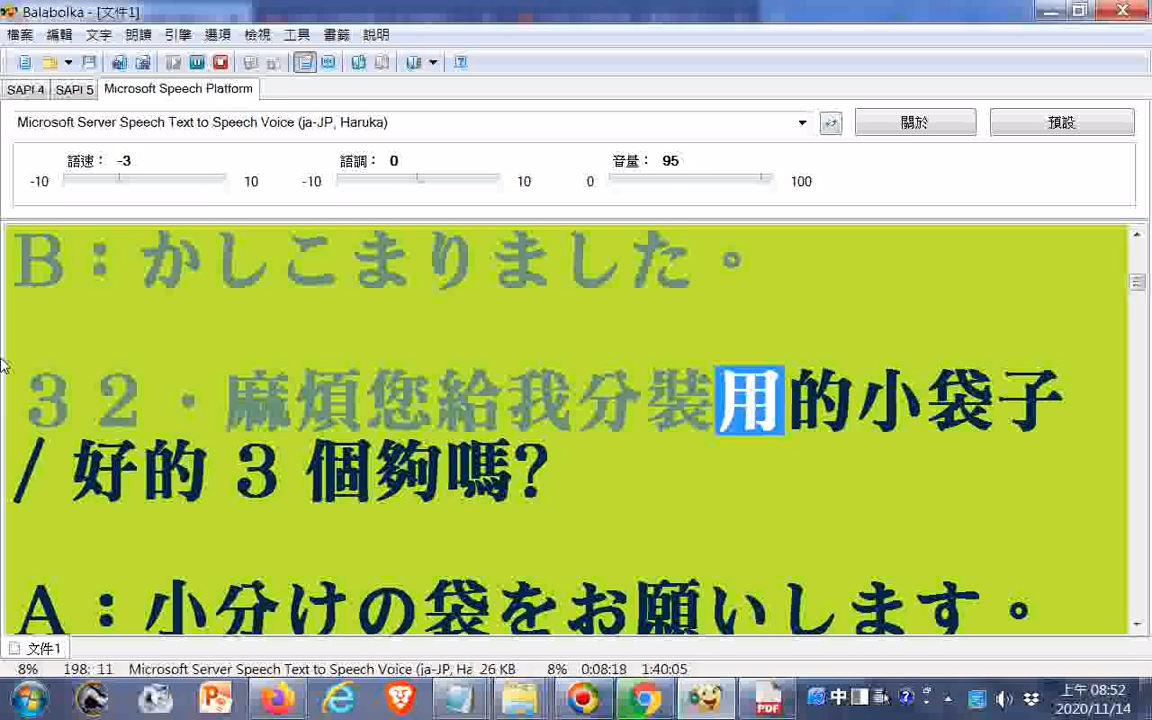 Balabolka - [文件1]
檔案 編輯 文字 朗讀 引擎 選項 檢視 工具 書籤 說明
SAPI 4 SAPI 5 Microsoft Speech Platform
Microsoft Server Speech Text to Speech Voice (ja-JP, Haruka) 關於 預設
語速： -3 語調： 0 音量： 95
-10 10 -10 10 0 100
B：かしこまりました。
３２．麻煩您給我分裝用的小袋子
/ 好的 3 個夠嗎?
A：小分けの袋をお願いします。
文件1
8% 198: 11 Microsoft Server Speech Text to Speech Voice (ja-JP, Ha 26 KB 8% 0:08:18 1:40:05
PDF 中 上午 08:52
2020/11/14